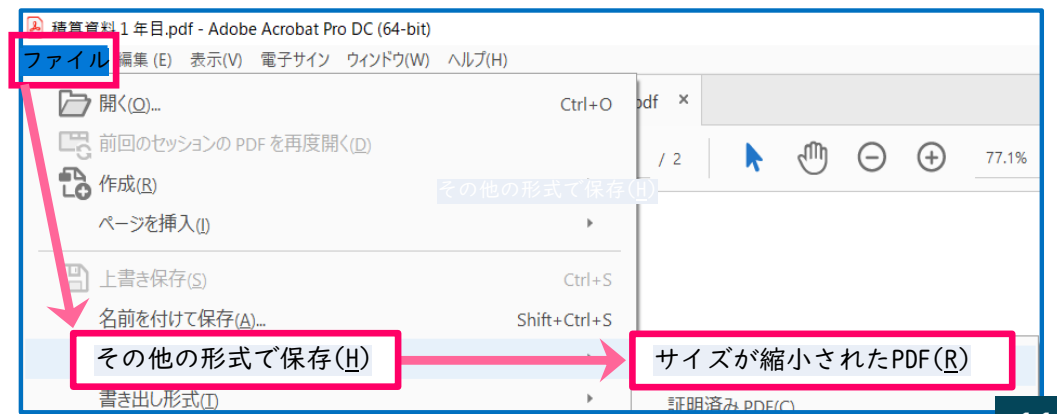 積算資料1年目.pdf - Adobe Acrobat Pro DC (64-bit)
ファイル 編集(E) 表示(V) 電子サイン ウィンドウ(W) ヘルプ(H)
開く(O)... Ctrl+O
pdf ×
前回のセッションの PDF を再度開く(D)
/ 2 77.1%
作成(R)
その他の形式で保存(H)
ページを挿入(I)
上書き保存(S) Ctrl+S
名前を付けて保存(A)... Shift+Ctrl+S
その他の形式で保存(H) サイズが縮小されたPDF(R)
書き出し形式(T)
証明済み PDF(C)